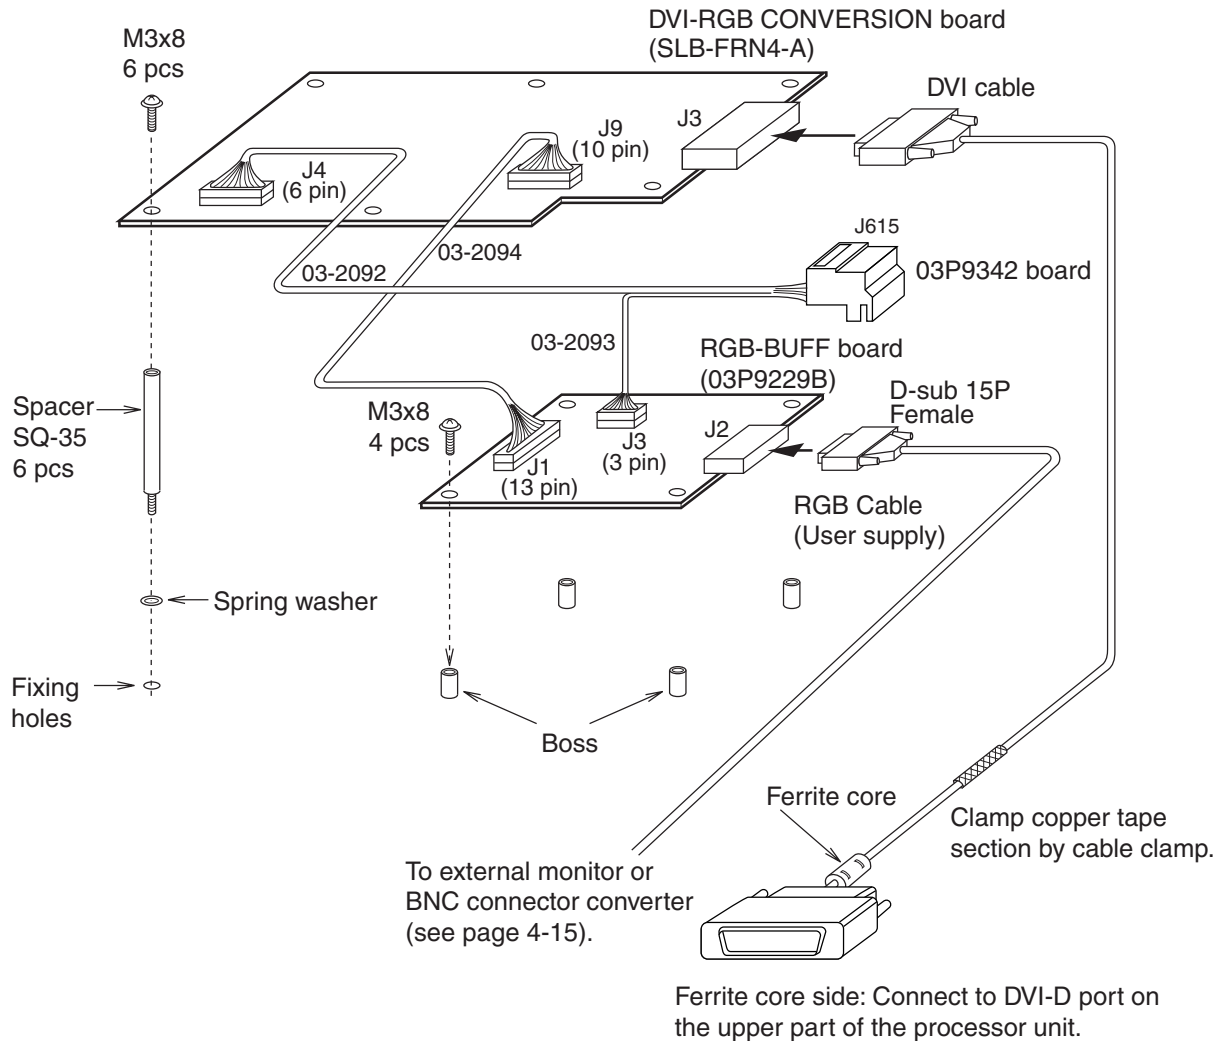 DVI-RGB CONVERSION board
(SLB-FRN4-A)
M3x8
6 pcs
DVI cable
J3
J9
(10 pin)
J4
(6 pin)
J615
03-2094
03-2092
03P9342 board
03-2093
RGB-BUFF board
(03P9229B)
D-sub 15P
Female
Spacer
SQ-35
6 pcs
M3x8
4 pcs
J2
J3
(3 pin)
J1
(13 pin)
RGB Cable
(User supply)
Spring washer
Fixing
holes
Boss
Ferrite core
Clamp copper tape
section by cable clamp.
To external monitor or
BNC connector converter
(see page 4-15).
Ferrite core side: Connect to DVI-D port on
the upper part of the processor unit.